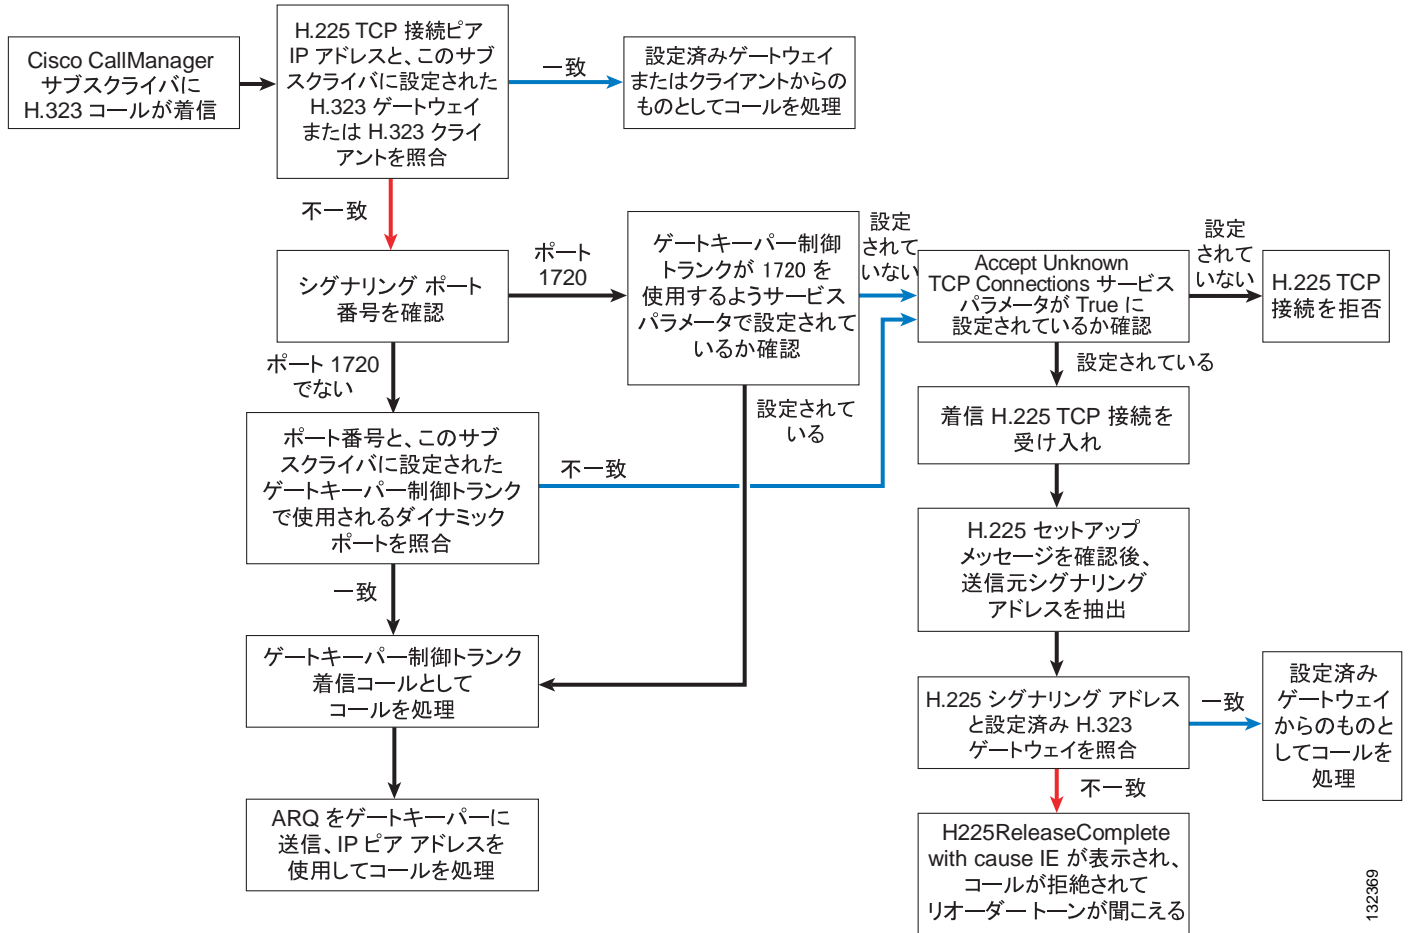 Cisco CallManager
サブスクライバに
H.323 コールが着信
H.225 TCP 接続ピア
IP アドレスと、このサブ
スクライバに設定された
H.323 ゲートウェイ
または H.323 クライ
アントを照合
一致
設定済みゲートウェイ
またはクライアントからの
ものとしてコールを処理
不一致
シグナリング ポート
番号を確認
ポート
1720
ゲートキーパー制御
トランクが 1720 を
使用するようサービス
パラメータで設定されて
いるか確認
設定
されて
いない
Accept Unknown
TCP Connections サービス
パラメータが True に
設定されているか確認
設定
されて
いない
H.225 TCP
接続を拒否
ポート 1720
でない
設定されて
いる
設定されている
ポート番号と、このサブ
スクライバに設定された
ゲートキーパー制御トランク
で使用されるダイナミック
ポートを照合
不一致
着信 H.225 TCP 接続を
受け入れ
H.225 セットアップ
メッセージを確認後、
送信元シグナリング
アドレスを抽出
一致
ゲートキーパー制御トランク
着信コールとして
コールを処理
H.225 シグナリング アドレス
と設定済み H.323
ゲートウェイを照合
一致
設定済み
ゲートウェイ
からのものと
してコールを
処理
不一致
ARQ をゲートキーパーに
送信、IP ピア アドレスを
使用してコールを処理
H225ReleaseComplete
with cause IE が表示され、
コールが拒絶されて
リオーダートーンが聞こえる
132369